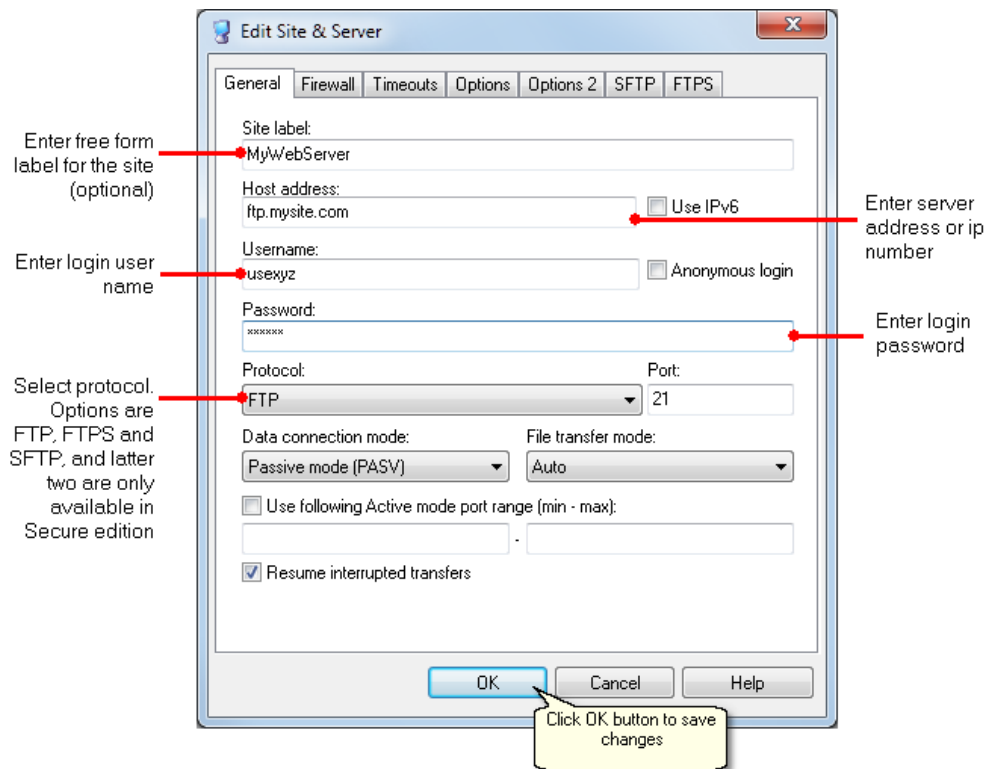 Edit Site & Server
General Firewall Timeouts Options Options 2 SFTP FTPS
Site label:
MyWebServer
Enter free form
label for the site
(optional)
Host address:
ftp.mysite.com
Use IPv6
Enter server
address or ip
number
Username:
usexyz
Anonymous login
Enter login user
name
Password:
******
Enter login
password
Protocol:
FTP
Port:
21
Select protocol.
Options are
FTP, FTPS and
SFTP, and latter
two are only
available in
Secure edition
Data connection mode:
Passive mode (PASV)
File transfer mode:
Auto
Use following Active mode port range (min - max):
-
Resume interrupted transfers
OK Cancel Help
Click OK button to save
changes